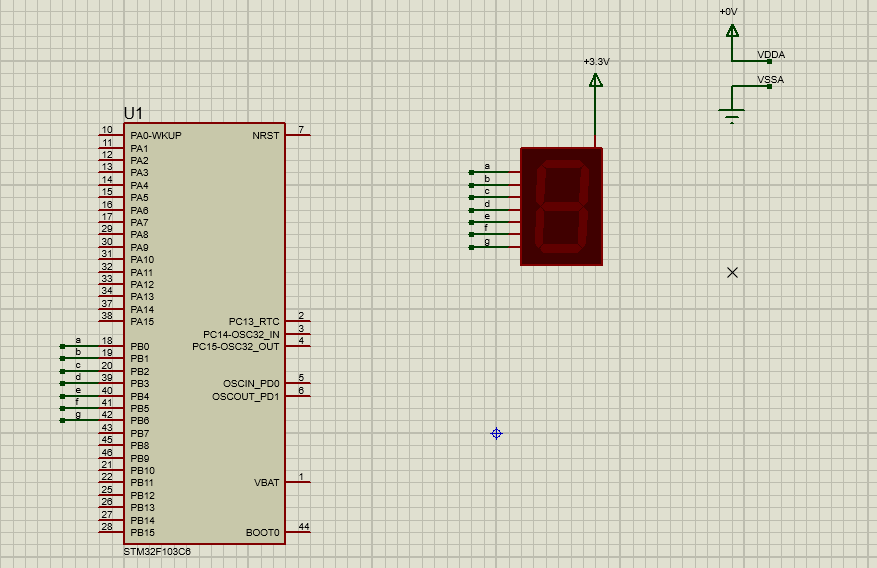 +0V
VDDA
VSSA
+3.3V
U1
10 PA0-WKUP NRST 7
11 PA1
12 PA2
13 PA3
14 PA4
15 PA5
16 PA6
17 PA7
29 PA8
30 PA9
31 PA10
32 PA11
33 PA12
34 PA13
37 PA14
38 PA15 PC13_RTC 2
PC14-OSC32_IN 3
a 18 PB0 PC15-OSC32_OUT 4
b 19 PB1
c 20 PB2
d 39 PB3 OSCIN_PD0 5
e 40 PB4 OSCOUT_PD1 6
f 41 PB5
g 42 PB6
43 PB7
45 PB8
46 PB9
21 PB10
22 PB11 VBAT 1
25 PB12
26 PB13
27 PB14
28 PB15 BOOT0 44
STM32F103C6
a
b
c
d
e
f
g